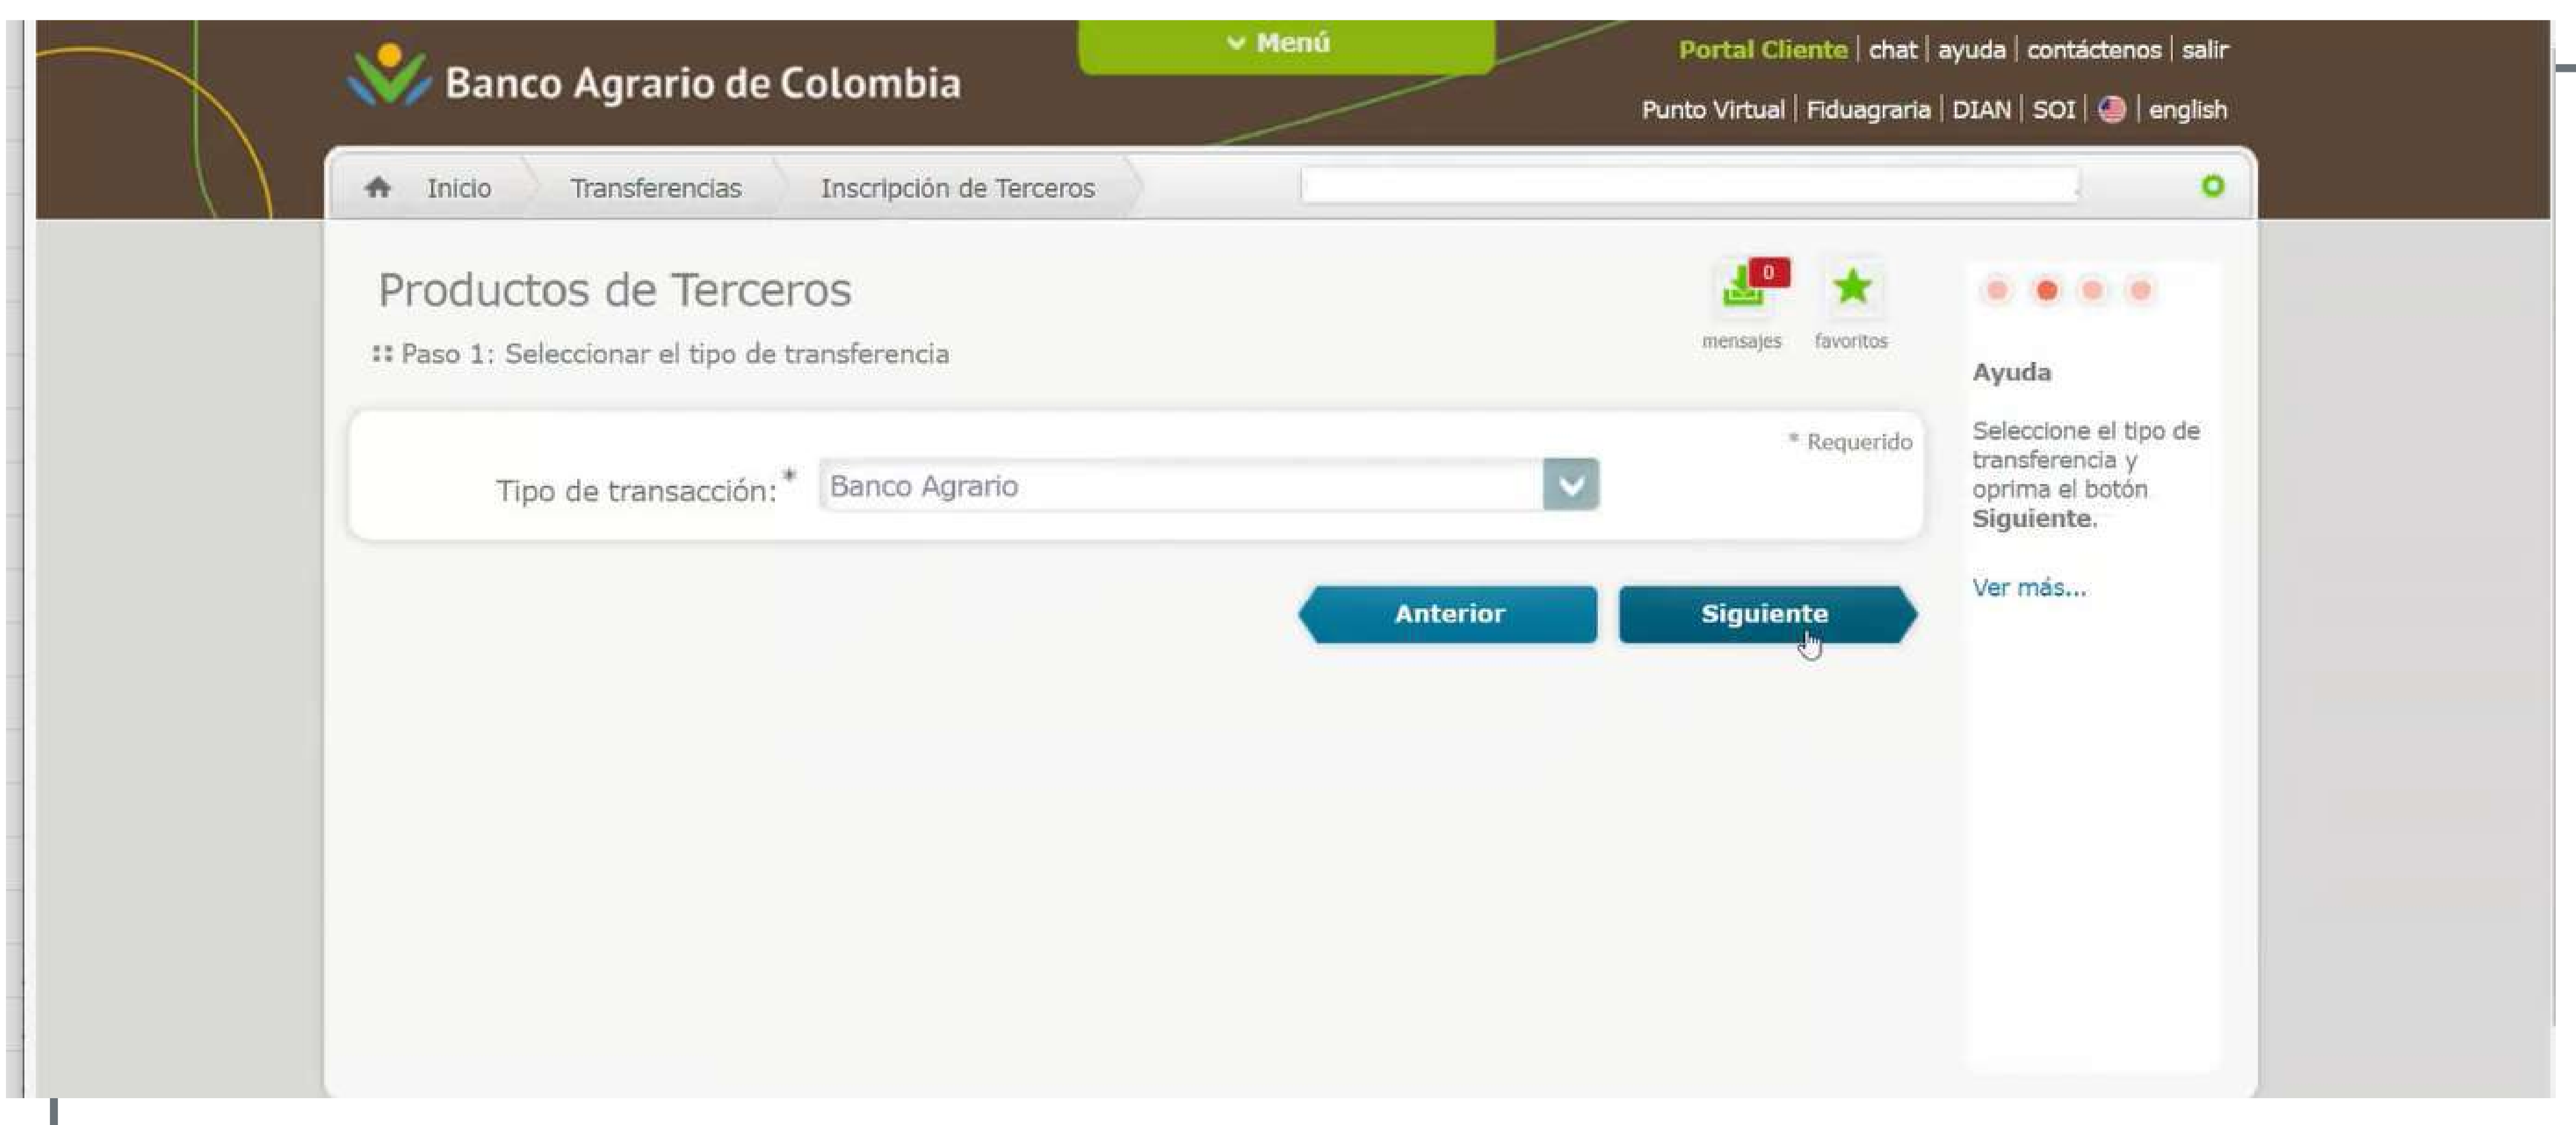 Banco Agrario de Colombia
Menú
Portal Cliente | chat | ayuda | contáctenos | salir
Punto Virtual | Fiduagraria | DIAN | SOI | | english
Inicio
Transferencias
Inscripción de Terceros
Productos de Terceros
Paso 1: Seleccionar el tipo de transferencia
0
mensajes
favoritos
* Requerido
Tipo de transacción: *
Banco Agrario
Anterior
Siguiente
Ayuda
Seleccione el tipo de
transferencia y
oprima el botón
Siguiente.
Ver más...